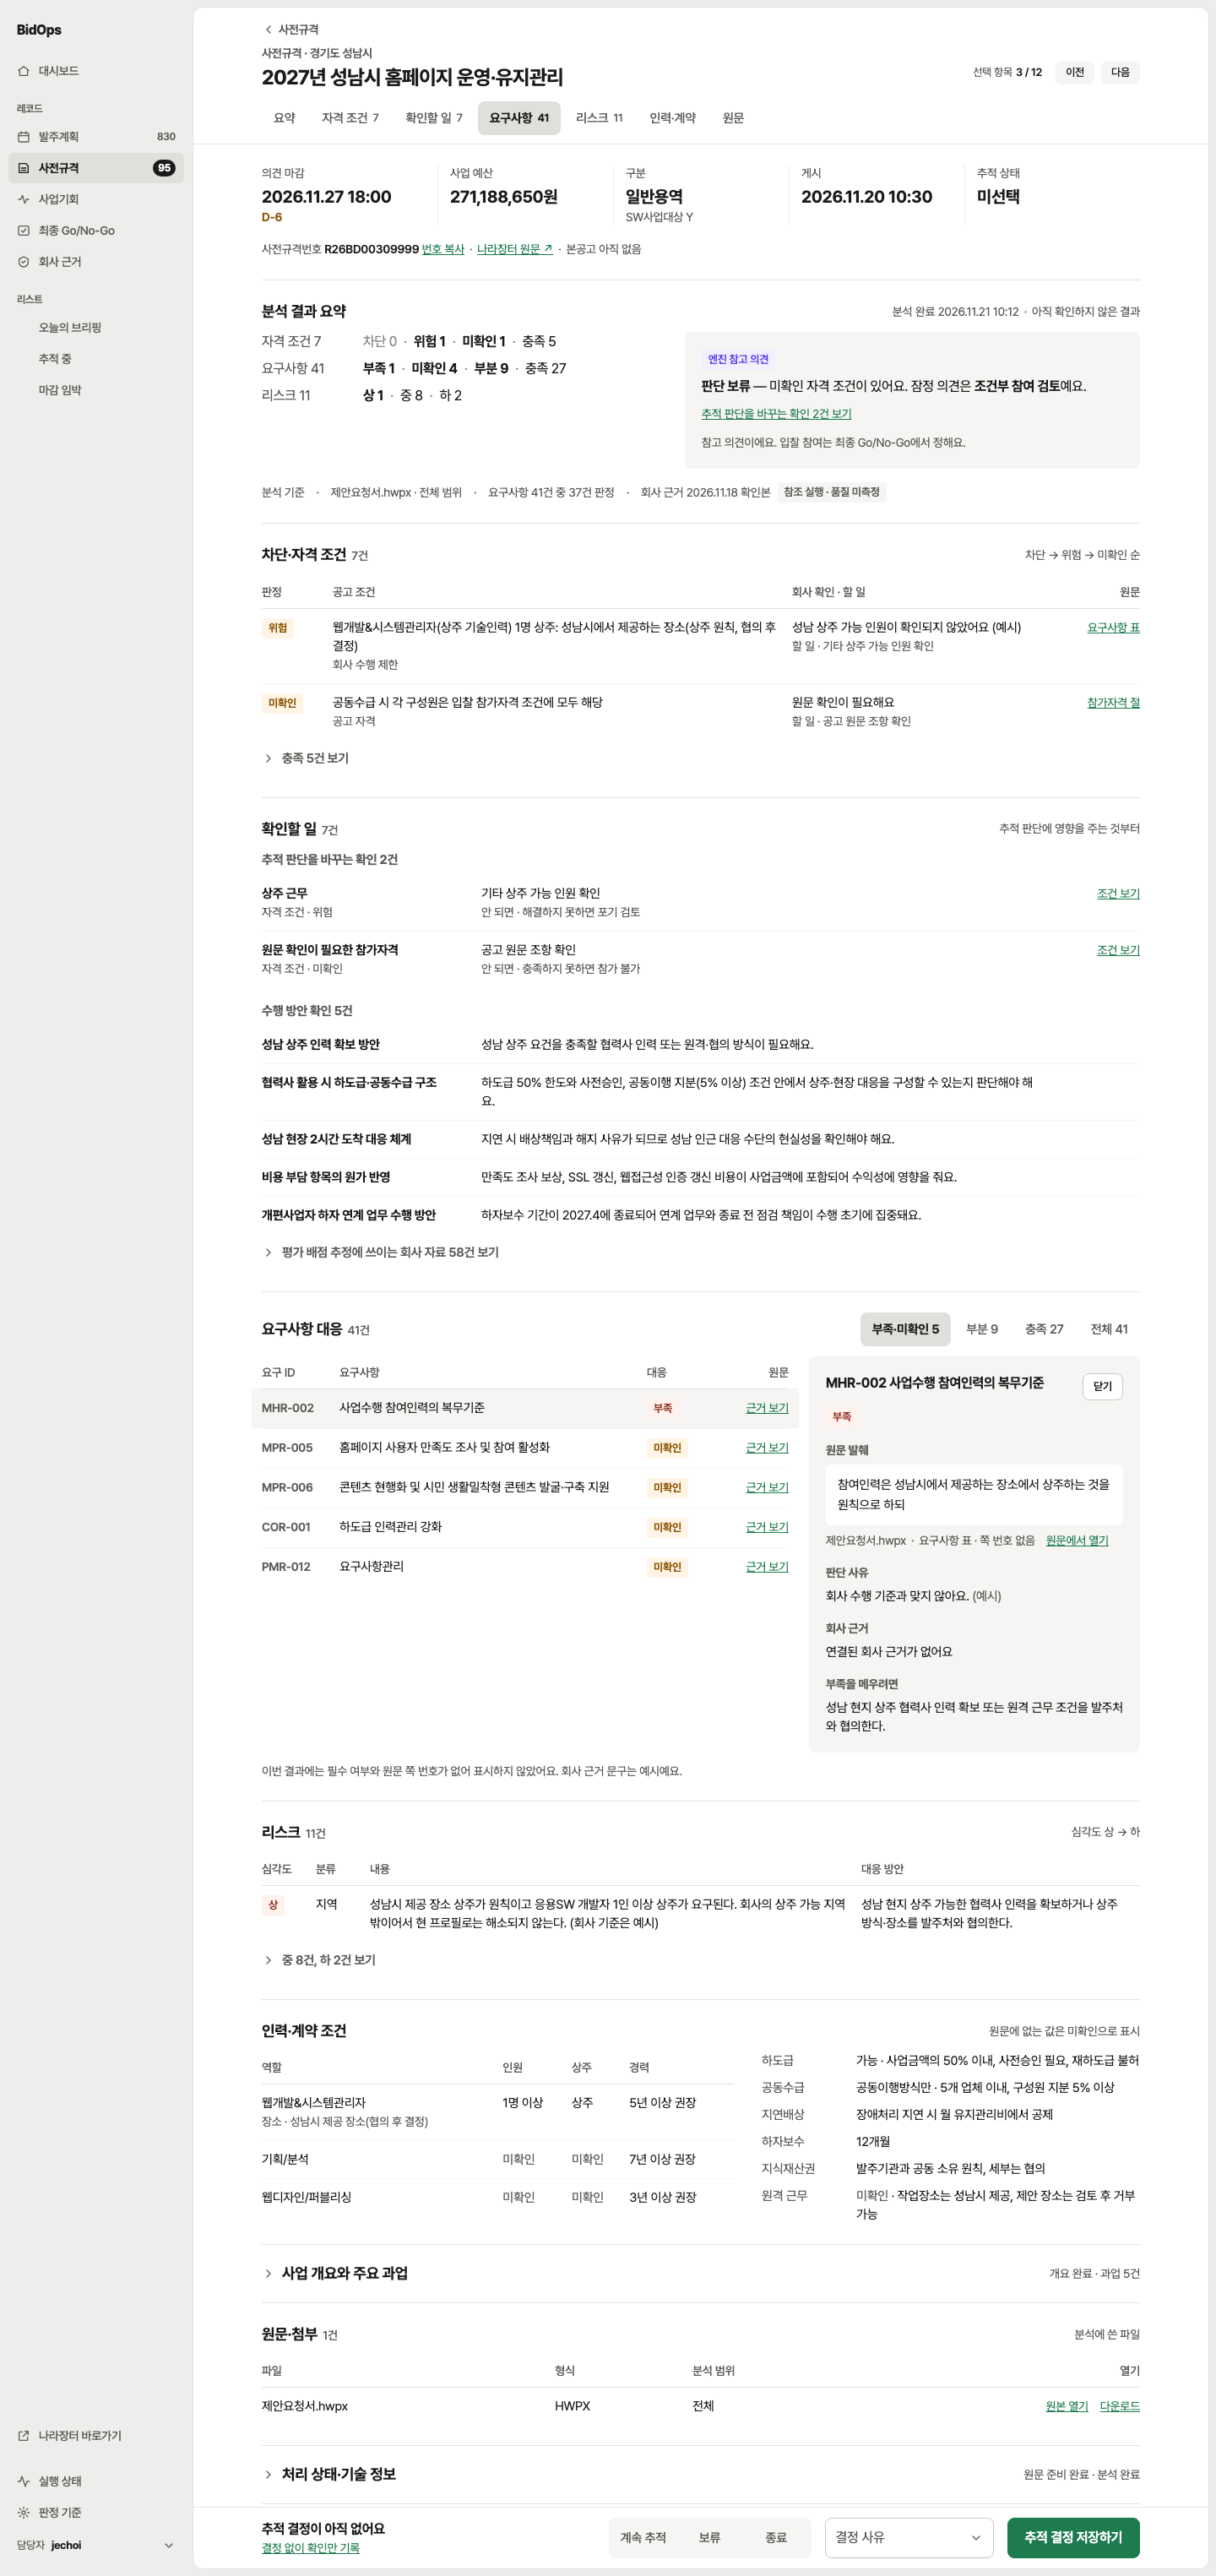 BidOps
대시보드
레코드
발주계획 830
사전규격 95
사업기회
최종 Go/No-Go
회사 근거
리스트
오늘의 브리핑
추적 중
마감 임박
나라장터 바로가기
실행 상태
판정 기준
담당자 jechoi
사전규격
사전규격 · 경기도 성남시
2027년 성남시 홈페이지 운영·유지관리
선택 항목 3 / 12 이전 다음
요약 자격 조건 7 확인할 일 7 요구사항 41 리스크 11 인력·계약 원문
의견 마감 사업 예산 구분 게시 추적 상태
2026.11.27 18:00 271,188,650원 일반용역 2026.11.20 10:30 미선택
D-6 SW사업대상 Y
사전규격번호 R26BD00309999 번호 복사 · 나라장터 원문 ↗ · 본공고 아직 없음
분석 결과 요약 분석 완료 2026.11.21 10:12 · 아직 확인하지 않은 결과
자격 조건 7 차단 0 · 위험 1 · 미확인 1 · 충족 5
요구사항 41 부족 1 · 미확인 4 · 부분 9 · 충족 27
리스크 11 상 1 · 중 8 · 하 2
엔진 참고 의견
판단 보류 — 미확인 자격 조건이 있어요. 잠정 의견은 조건부 참여 검토예요.
추적 판단을 바꾸는 확인 2건 보기
참고 의견이에요. 입찰 참여는 최종 Go/No-Go에서 정해요.
분석 기준 · 제안요청서.hwpx · 전체 범위 · 요구사항 41건 중 37건 판정 · 회사 근거 2026.11.18 확인본 참조 실행 · 품질 미측정
차단·자격 조건 7건 차단 → 위험 → 미확인 순
판정 공고 조건 회사 확인 · 할 일 원문
위험 웹개발&시스템관리자(상주 기술인력) 1명 상주: 성남시에서 제공하는 장소(상주 원칙, 협의 후 결정) 성남 상주 가능 인원이 확인되지 않았어요 (예시) 요구사항 표
회사 수행 제한 할 일 · 기타 상주 가능 인원 확인
미확인 공동수급 시 각 구성원은 입찰 참가자격 조건에 모두 해당 원문 확인이 필요해요 참가자격 절
공고 자격 할 일 · 공고 원문 조항 확인
충족 5건 보기
확인할 일 7건 추적 판단에 영향을 주는 것부터
추적 판단을 바꾸는 확인 2건
상주 근무 기타 상주 가능 인원 확인 조건 보기
자격 조건 · 위험 안 되면 · 해결하지 못하면 포기 검토
원문 확인이 필요한 참가자격 공고 원문 조항 확인 조건 보기
자격 조건 · 미확인 안 되면 · 충족하지 못하면 참가 불가
수행 방안 확인 5건
성남 상주 인력 확보 방안 성남 상주 요건을 충족할 협력사 인력 또는 원격·협의 방식이 필요해요.
협력사 활용 시 하도급·공동수급 구조 하도급 50% 한도와 사전승인, 공동이행 지분(5% 이상) 조건 안에서 상주·현장 대응을 구성할 수 있는지 판단해야 해
요.
성남 현장 2시간 도착 대응 체계 지연 시 배상책임과 해지 사유가 되므로 성남 인근 대응 수단의 현실성을 확인해야 해요.
비용 부담 항목의 원가 반영 만족도 조사 보상, SSL 갱신, 웹접근성 인증 갱신 비용이 사업금액에 포함되어 수익성에 영향을 줘요.
개편사업자 하자 연계 업무 수행 방안 하자보수 기간이 2027.4에 종료되어 연계 업무와 종료 전 점검 책임이 수행 초기에 집중돼요.
평가 배점 추정에 쓰이는 회사 자료 58건 보기
요구사항 대응 41건 부족·미확인 5 부분 9 충족 27 전체 41
요구 ID 요구사항 대응 원문
MHR-002 사업수행 참여인력의 복무기준 부족 근거 보기
MPR-005 홈페이지 사용자 만족도 조사 및 참여 활성화 미확인 근거 보기
MPR-006 콘텐츠 현행화 및 시민 생활밀착형 콘텐츠 발굴·구축 지원 미확인 근거 보기
COR-001 하도급 인력관리 강화 미확인 근거 보기
PMR-012 요구사항관리 미확인 근거 보기
MHR-002 사업수행 참여인력의 복무기준 닫기
부족
원문 발췌
참여인력은 성남시에서 제공하는 장소에서 상주하는 것을
원칙으로 하되
제안요청서.hwpx · 요구사항 표 · 쪽 번호 없음 원문에서 열기
판단 사유
회사 수행 기준과 맞지 않아요. (예시)
회사 근거
연결된 회사 근거가 없어요
부족을 메우려면
성남 현지 상주 협력사 인력 확보 또는 원격 근무 조건을 발주처
와 협의한다.
이번 결과에는 필수 여부와 원문 쪽 번호가 없어 표시하지 않았어요. 회사 근거 문구는 예시예요.
리스크 11건 심각도 상 → 하
심각도 분류 내용 대응 방안
상 지역 성남시 제공 장소 상주가 원칙이고 응용SW 개발자 1인 이상 상주가 요구된다. 회사의 상주 가능 지역 성남 현지 상주 가능한 협력사 인력을 확보하거나 상주
밖이어서 현 프로필로는 해소되지 않는다. (회사 기준은 예시) 방식·장소를 발주처와 협의한다.
중 8건, 하 2건 보기
인력·계약 조건 원문에 없는 값은 미확인으로 표시
역할 인원 상주 경력
웹개발&시스템관리자 1명 이상 상주 5년 이상 권장
장소 · 성남시 제공 장소(협의 후 결정)
기획/분석 미확인 미확인 7년 이상 권장
웹디자인/퍼블리싱 미확인 미확인 3년 이상 권장
하도급 가능 · 사업금액의 50% 이내, 사전승인 필요, 재하도급 불허
공동수급 공동이행방식만 · 5개 업체 이내, 구성원 지분 5% 이상
지연배상 장애처리 지연 시 월 유지관리비에서 공제
하자보수 12개월
지식재산권 발주기관과 공동 소유 원칙, 세부는 협의
원격 근무 미확인 · 작업장소는 성남시 제공, 제안 장소는 검토 후 거부
가능
사업 개요와 주요 과업 개요 완료 · 과업 5건
원문·첨부 1건 분석에 쓴 파일
파일 형식 분석 범위 열기
제안요청서.hwpx HWPX 전체 원본 열기 다운로드
처리 상태·기술 정보 원문 준비 완료 · 분석 완료
추적 결정이 아직 없어요
결정 없이 확인만 기록
계속 추적 보류 종료 결정 사유 추적 결정 저장하기